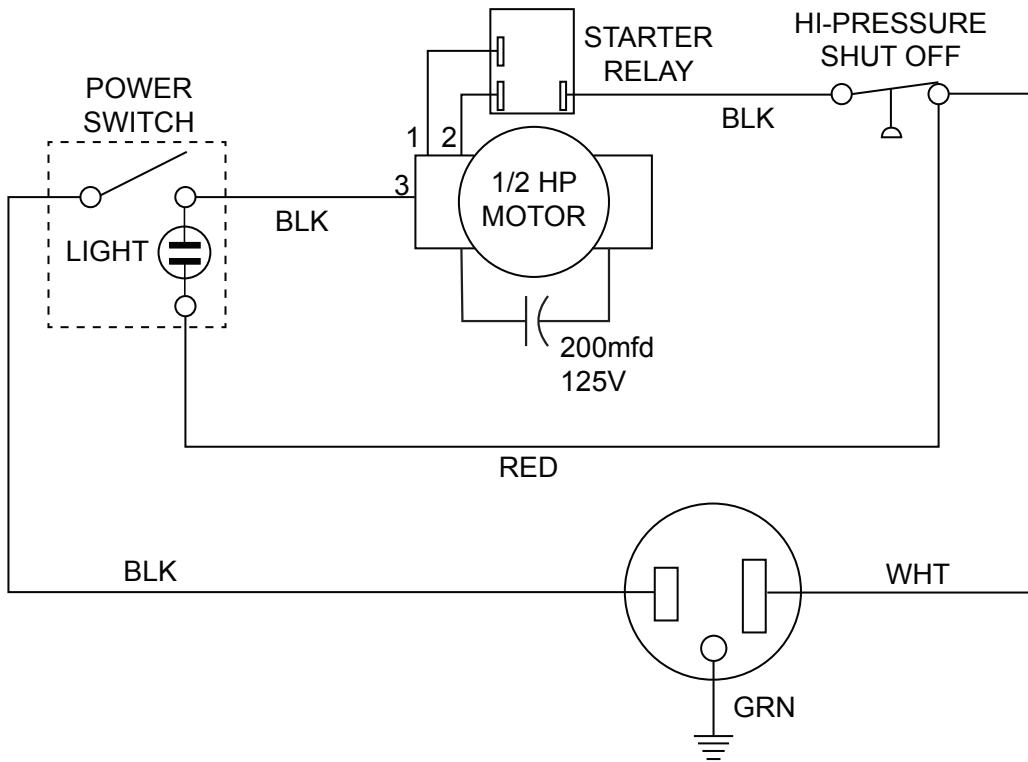 STARTER
RELAY
HI-PRESSURE
SHUT OFF
POWER
SWITCH
BLK
1
2
3
1/2 HP
MOTOR
BLK
LIGHT
200mfd
125V
RED
BLK
WHT
GRN